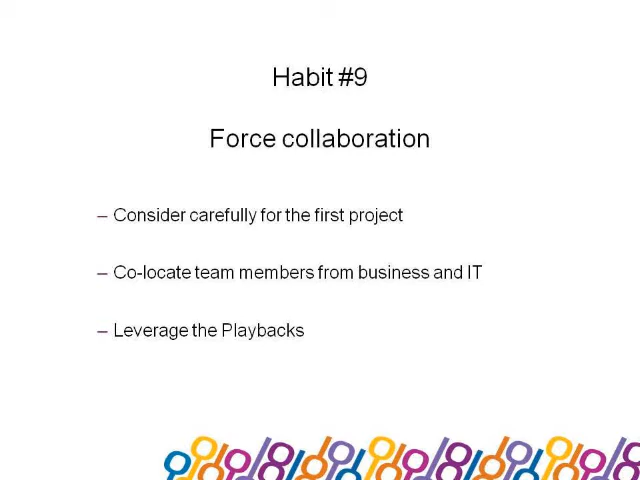 Habit #9
Force collaboration
– Consider carefully for the first project
– Co-locate team members from business and IT
– Leverage the Playbacks